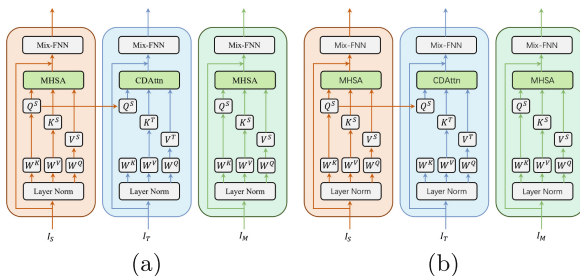 Mix-FNN Mix-FNN Mix-FNN Mix-FNN Mix-FNN Mix-FNN
MHSA CDAttn MHSA MHSA CDAttn MHSA
Q^S Q^S Q^S Q^S Q^S Q^S
K^S K^T K^S K^S K^T K^S
V^S V^T V^S V^S V^T V^S
W^K W^V W^Q W^K W^V W^Q W^K W^V W^Q W^K W^V W^Q W^K W^V W^Q W^K W^V W^Q
Layer Norm Layer Norm Layer Norm Layer Norm Layer Norm Layer Norm
I_S I_T I_M I_S I_T I_M
(a) (b)